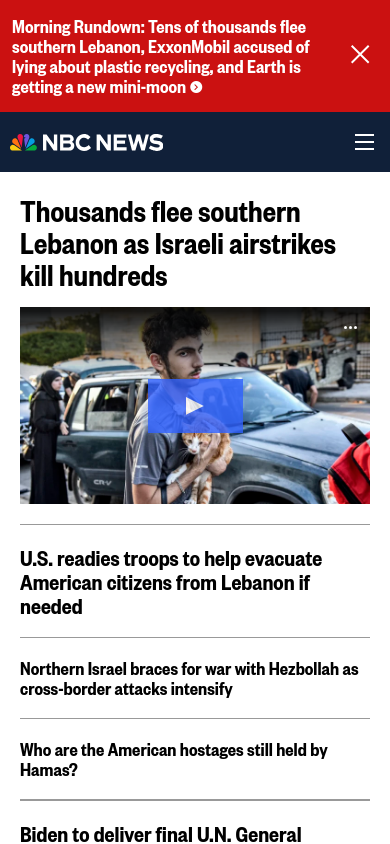 Morning Rundown: Tens of thousands flee
southern Lebanon, ExxonMobil accused of
lying about plastic recycling, and Earth is
getting a new mini-moon
NBC NEWS
Thousands flee southern
Lebanon as Israeli airstrikes
kill hundreds
CR-V
U.S. readies troops to help evacuate
American citizens from Lebanon if
needed
Northern Israel braces for war with Hezbollah as
cross-border attacks intensify
Who are the American hostages still held by
Hamas?
Biden to deliver final U.N. General